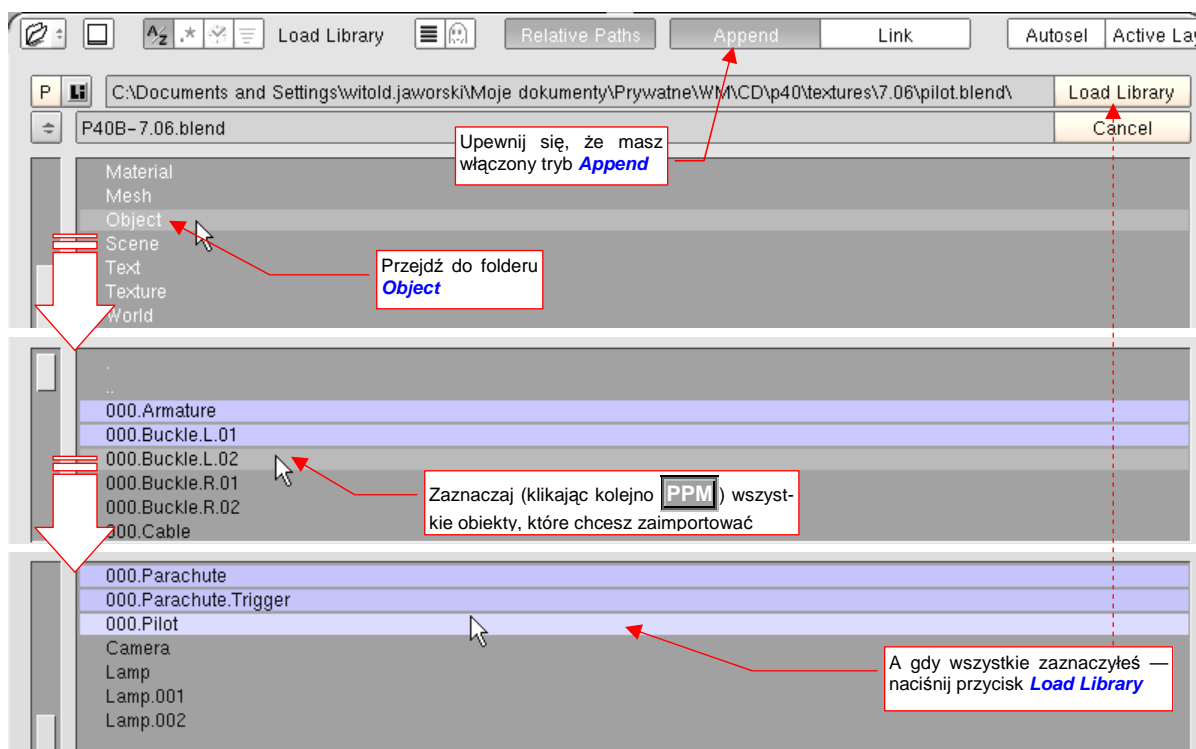 Load Library Relative Paths Append Link Autosel Active La
P C:\Documents and Settings\witold.jaworski\Moje dokumenty\Prywatne\WM\CD\p40\textures\7.06\pilot.blend\ Load Library
P40B-7.06.blend Cancel
Upewnij się, że masz
włączony tryb Append
Material
Mesh
Object
Scene
Text
Texture
World
Przejdź do folderu
Object
.
..
000.Armature
000.Buckle.L.01
000.Buckle.L.02
000.Buckle.R.01
000.Buckle.R.02
000.Cable
Zaznaczaj (klikając kolejno PPM) wszyst-
kie obiekty, które chcesz zaimportować
000.Parachute
000.Parachute.Trigger
000.Pilot
Camera
Lamp
Lamp.001
Lamp.002
A gdy wszystkie zaznaczyłeś —
naciśnij przycisk Load Library